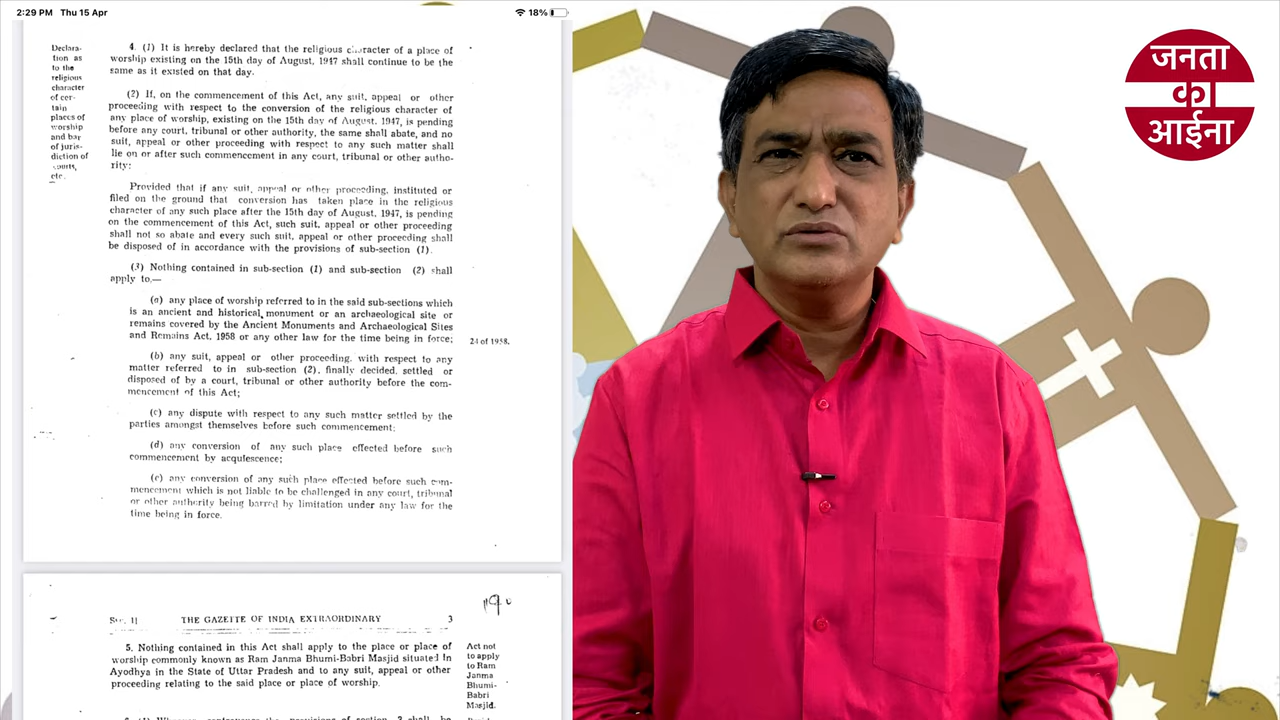 2:29 PM Thu 15 Apr
18%
Declara-
tion as
to the
religious
character
of cer-
tain
places of
worship
and bar
of juris-
diction of
courts,
etc.
4. (1) It is hereby declared that the religious character of a place of
worship existing on the 15th day of August, 1947 shall continue to be the
same as it existed on that day.
(2) If, on the commencement of this Act, any suit, appeal or other
proceeding with respect to the conversion of the religious character of
any place of worship, existing on the 15th day of August, 1947, is pending
before any court, tribunal or other authority, the same shall abate, and no
suit, appeal or other proceeding with respect to any such matter shall
lie on or after such commencement in any court, tribunal or other autho-
rity:
Provided that if any suit, appeal or other proceeding, instituted or
filed on the ground that conversion has taken place in the religious
character of any such place after the 15th day of August, 1947, is pending
on the commencement of this Act, such suit, appeal or other proceeding
shall not so abate and every such suit, appeal or other proceeding shall
be disposed of in accordance with the provisions of sub-section (1).
(3) Nothing contained in sub-section (1) and sub-section (2) shall
apply to,—
(a) any place of worship referred to in the said sub-sections which
is an ancient and historical monument or an archaeological site or
remains covered by the Ancient Monuments and Archaeological Sites
and Remains Act, 1958 or any other law for the time being in force;
24 of 1958.
(b) any suit, appeal or other proceeding, with respect to any
matter referred to in sub-section (2), finally decided, settled or
disposed of by a court, tribunal or other authority before the com-
mencement of this Act;
(c) any dispute with respect to any such matter settled by the
parties amongst themselves before such commencement;
(d) any conversion of any such place effected before such
commencement by acquiescence;
(e) any conversion of any such place effected before such com-
mencement which is not liable to be challenged in any court, tribunal
or other authority being barred by limitation under any law for the
time being in force.
Sec. 1] THE GAZETTE OF INDIA EXTRAORDINARY 3
5. Nothing contained in this Act shall apply to the place or place of
worship commonly known as Ram Janma Bhumi-Babri Masjid situated in
Ayodhya in the State of Uttar Pradesh and to any suit, appeal or other
proceeding relating to the said place or place of worship.
Act not
to apply
to Ram
Janma
Bhumi-
Babri
Masjid.
जनता
का
आईना